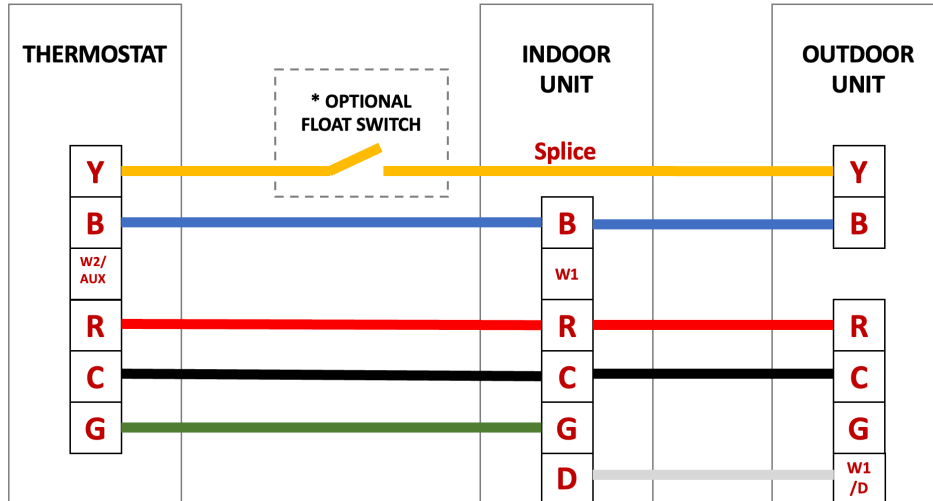 THERMOSTAT
* OPTIONAL
FLOAT SWITCH
INDOOR
UNIT
OUTDOOR
UNIT
Splice
Y
Y
B
B
B
W2/
AUX
W1
R
R
R
C
C
C
G
G
G
D
W1
/D